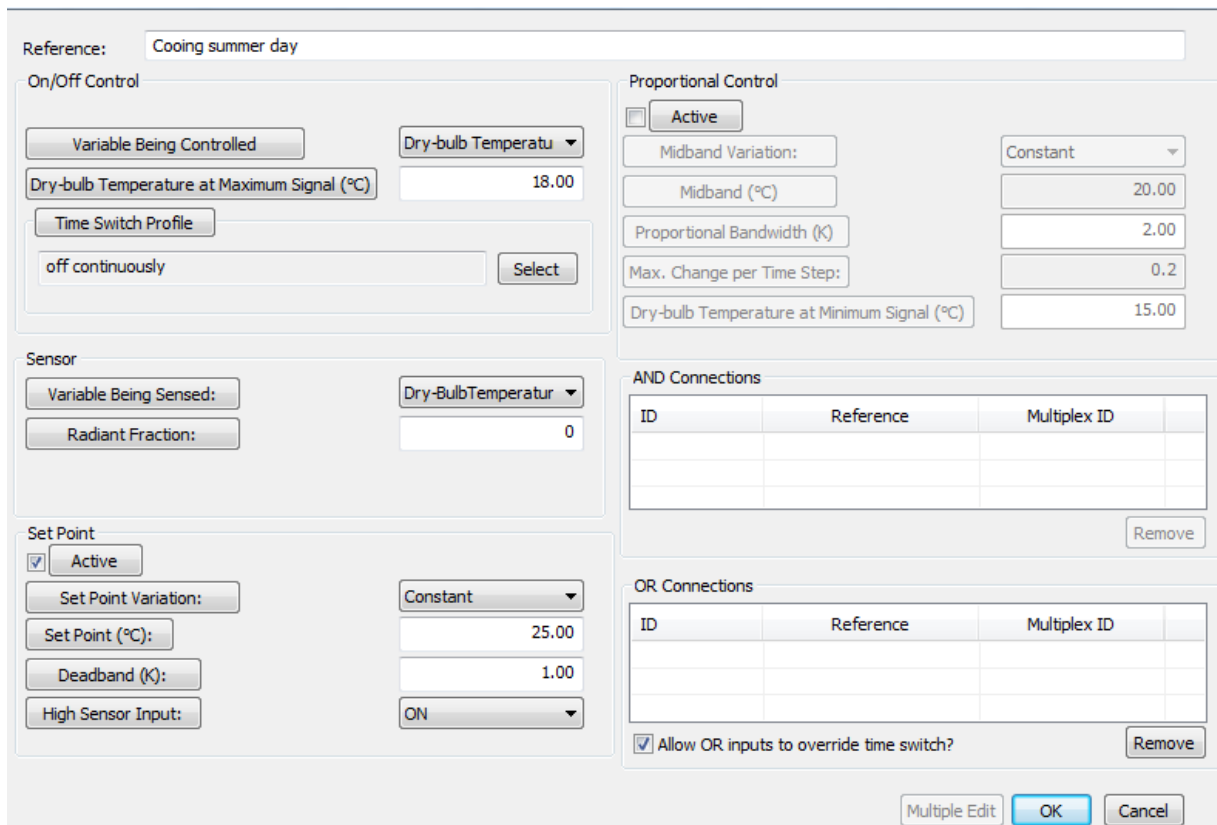 Reference: Cooing summer day
On/Off Control
Variable Being Controlled Dry-bulb Temperatu
Dry-bulb Temperature at Maximum Signal (°C) 18.00
Time Switch Profile
off continuously Select
Sensor
Variable Being Sensed: Dry-BulbTemperatur
Radiant Fraction: 0
Set Point
Active
Set Point Variation: Constant
Set Point (°C): 25.00
Deadband (K): 1.00
High Sensor Input: ON
Proportional Control
Active
Midband Variation: Constant
Midband (°C) 20.00
Proportional Bandwidth (K) 2.00
Max. Change per Time Step: 0.2
Dry-bulb Temperature at Minimum Signal (°C) 15.00
AND Connections
ID Reference Multiplex ID
Remove
OR Connections
ID Reference Multiplex ID
Allow OR inputs to override time switch? Remove
Multiple Edit OK Cancel